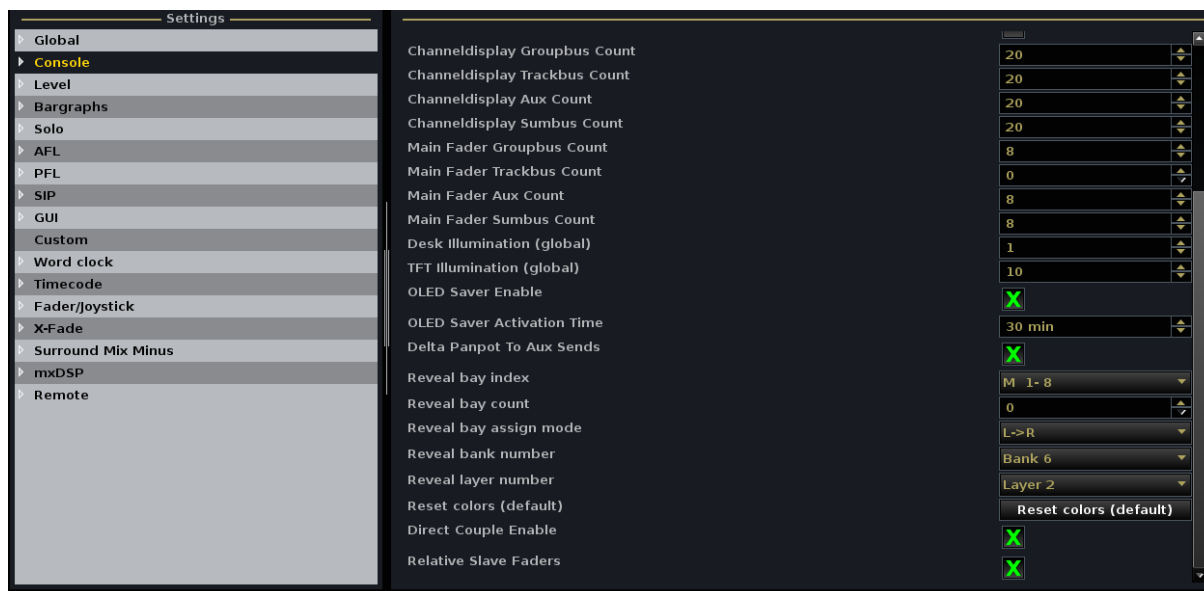 Settings
Global
Console
Level
Bargraphs
Solo
AFL
PFL
SIP
GUI
Custom
Word clock
Timecode
Fader/Joystick
X-Fade
Surround Mix Minus
mxDSP
Remote
Channeldisplay Groupbus Count 20
Channeldisplay Trackbus Count 20
Channeldisplay Aux Count 20
Channeldisplay Sumbus Count 20
Main Fader Groupbus Count 8
Main Fader Trackbus Count 0
Main Fader Aux Count 8
Main Fader Sumbus Count 8
Desk Illumination (global) 1
TFT Illumination (global) 10
OLED Saver Enable X
OLED Saver Activation Time 30 min
Delta Panpot To Aux Sends X
Reveal bay index M 1- 8
Reveal bay count 0
Reveal bay assign mode L->R
Reveal bank number Bank 6
Reveal layer number Layer 2
Reset colors (default) Reset colors (default)
Direct Couple Enable X
Relative Slave Faders X